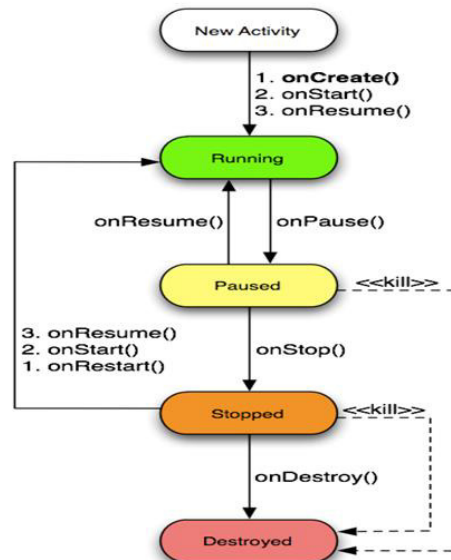 New Activity
1. onCreate()
2. onStart()
3. onResume()
Running
onResume()
onPause()
Paused
<<kill>>
3. onResume()
2. onStart()
1. onRestart()
onStop()
Stopped
<<kill>>
onDestroy()
Destroyed